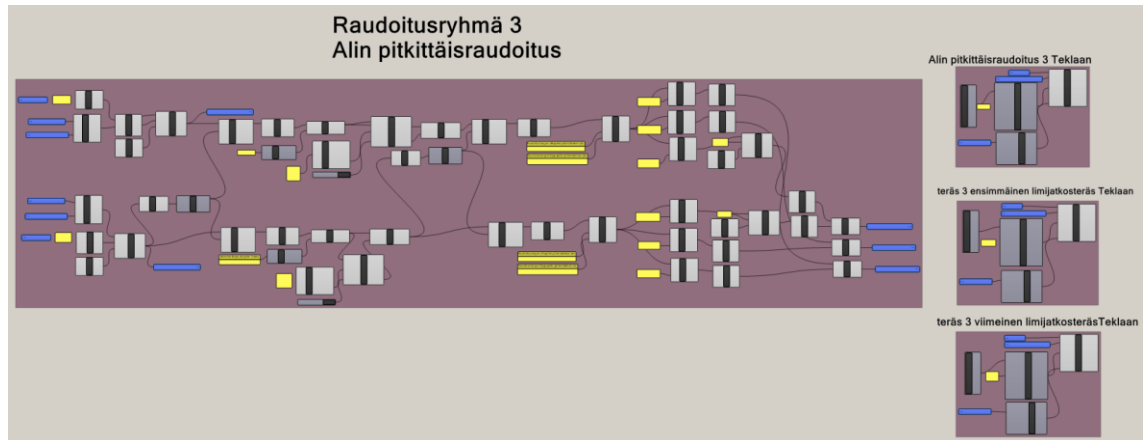 Raudoitusryhmä 3
Alin pitkittäisraudoitus
Alin pitkittäisraudoitus 3 Teklaan
teräs 3 ensimmäinen limijatkosteräs Teklaan
teräs 3 viimeinen limijatkosteräsTeklaan